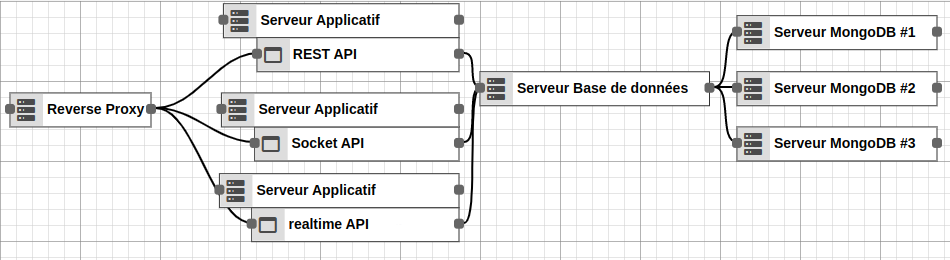 Reverse Proxy
Serveur Applicatif
REST API
Serveur Applicatif
Socket API
Serveur Applicatif
realtime API
Serveur Base de données
Serveur MongoDB #1
Serveur MongoDB #2
Serveur MongoDB #3